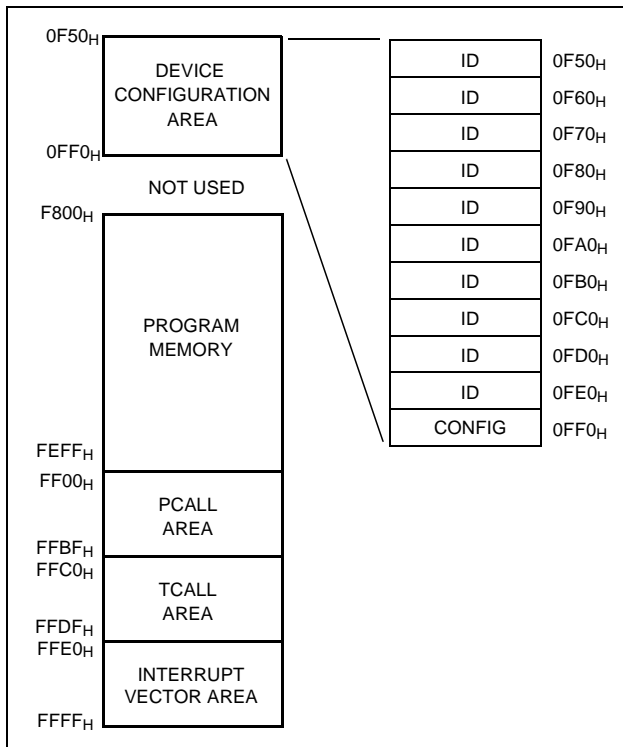 0F50H
DEVICE
CONFIGURATION
AREA
0FF0H
NOT USED
F800H
PROGRAM
MEMORY
FEFFH
FF00H
PCALL
AREA
FFBFH
FFC0H
TCALL
AREA
FFDFH
FFE0H
INTERRUPT
VECTOR AREA
FFFFH
ID 0F50H
ID 0F60H
ID 0F70H
ID 0F80H
ID 0F90H
ID 0FA0H
ID 0FB0H
ID 0FC0H
ID 0FD0H
ID 0FE0H
CONFIG 0FF0H